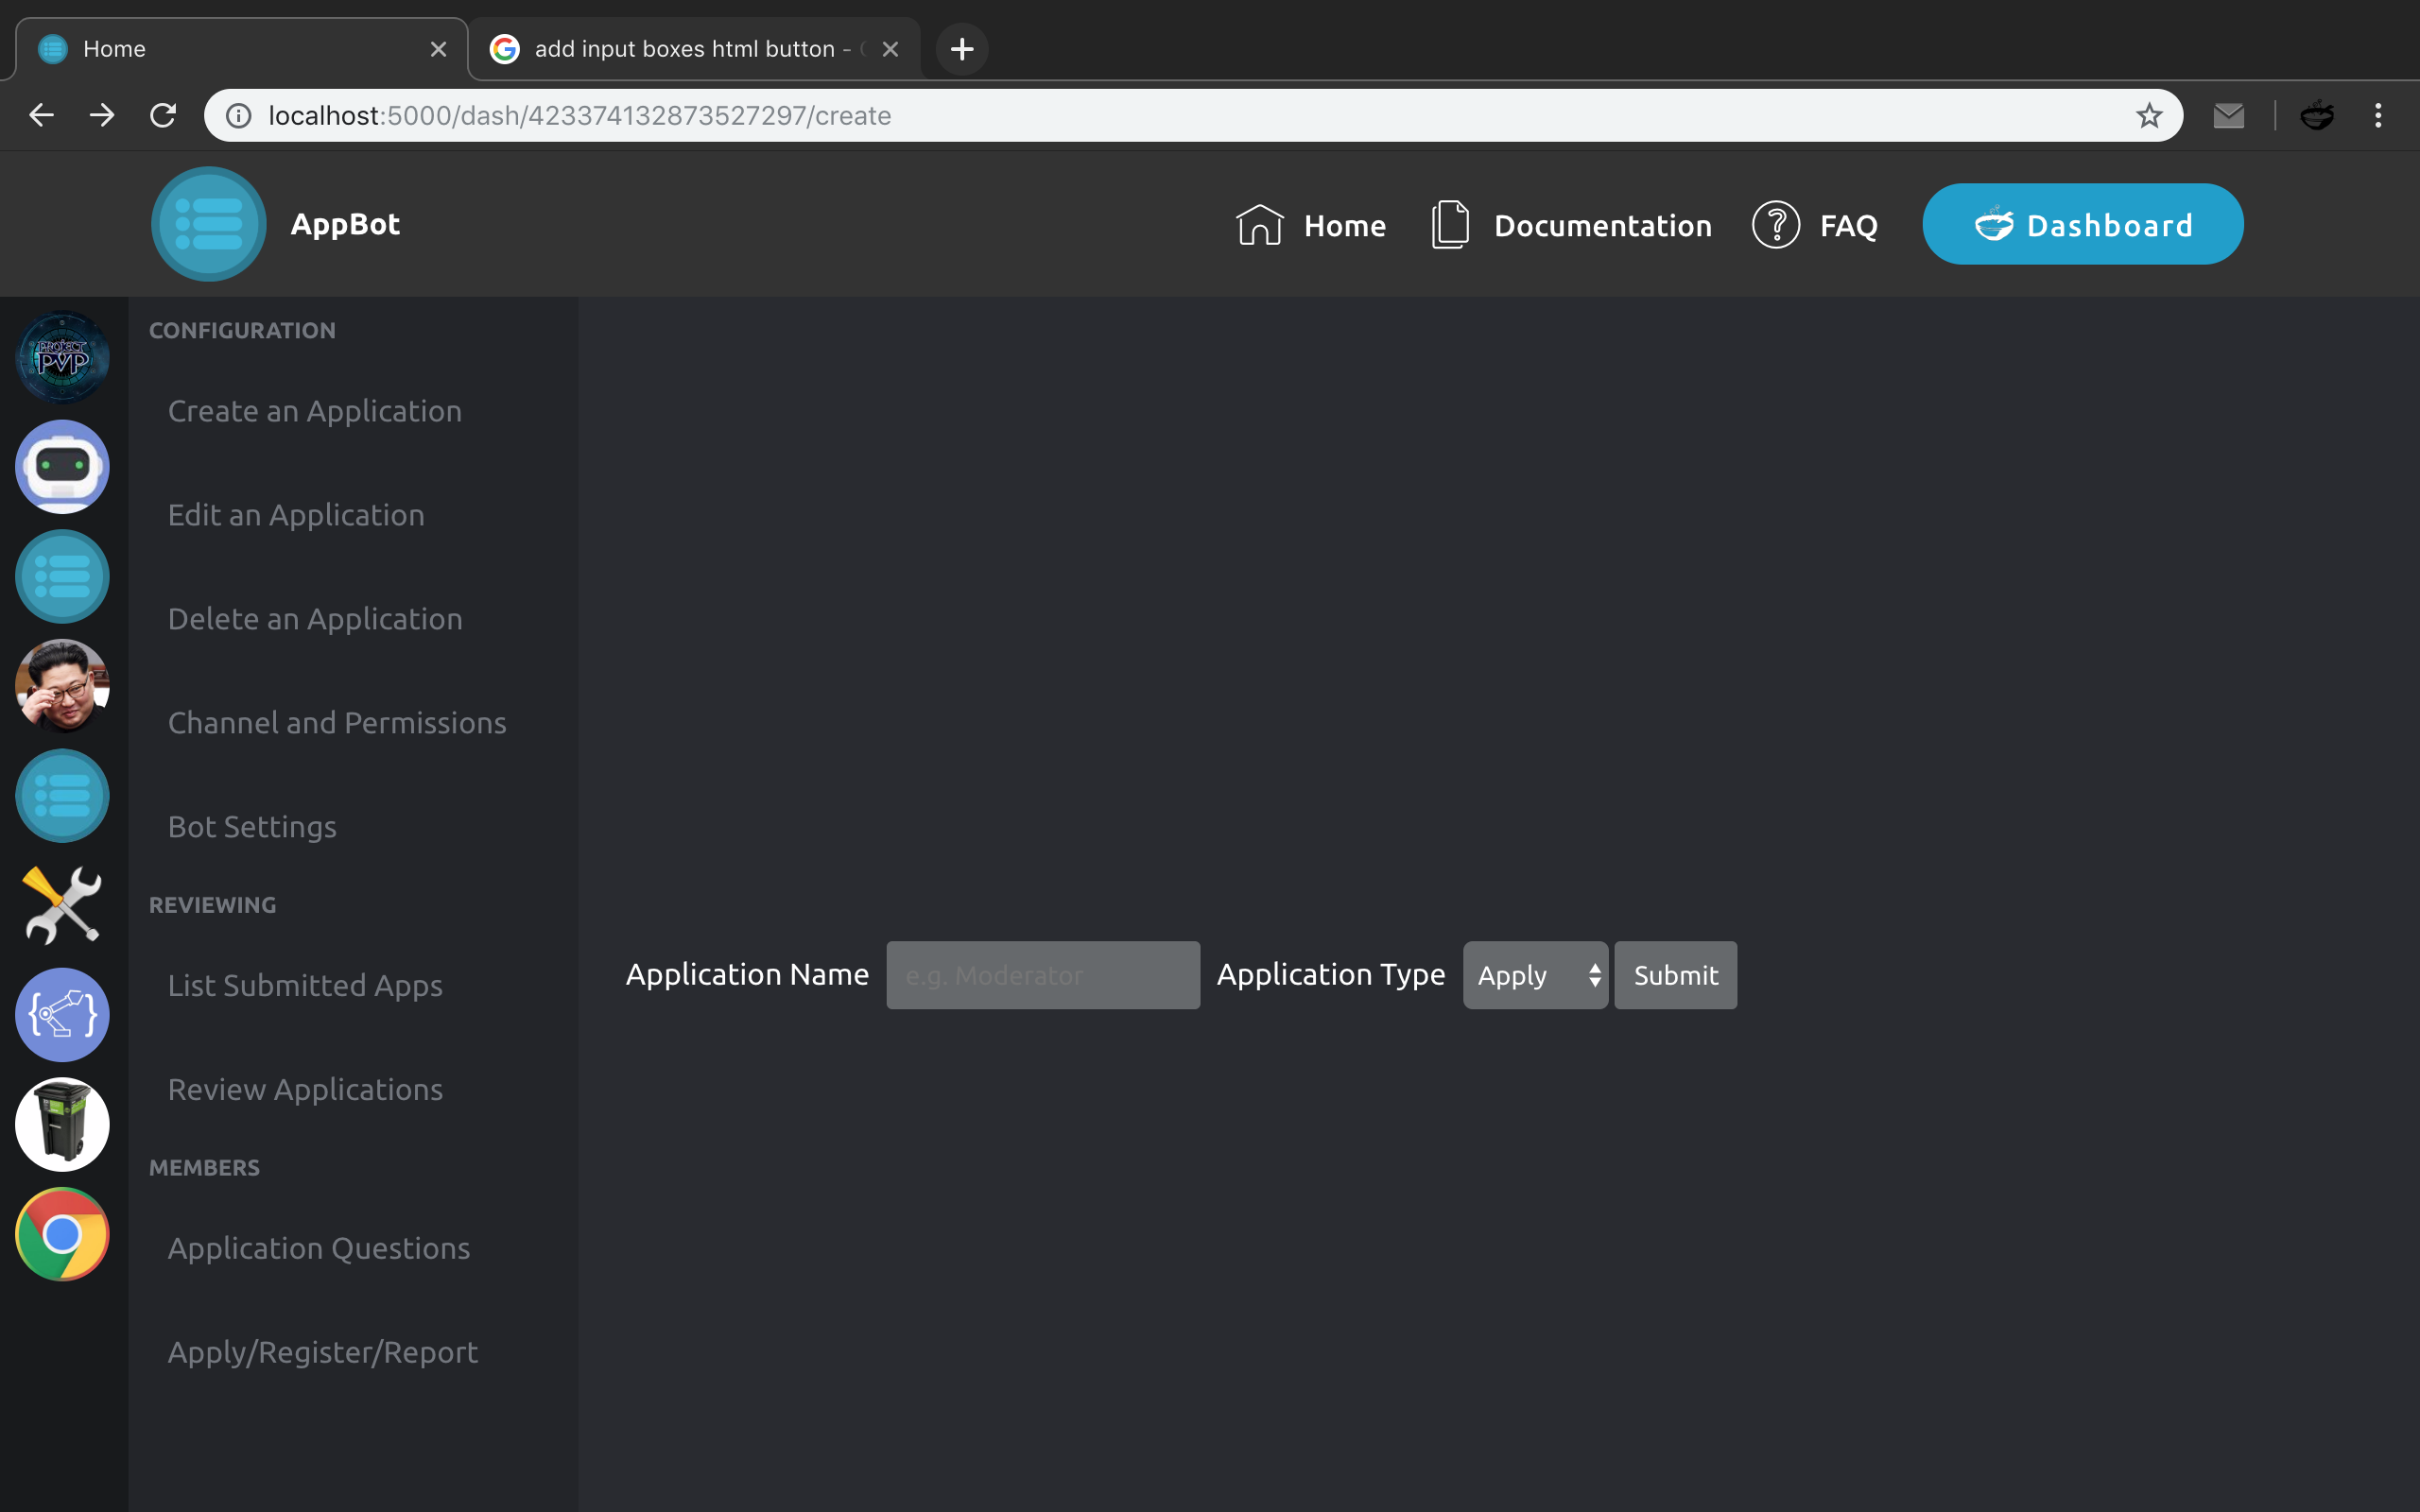 Home
add input boxes html button -
localhost:5000/dash/423374132873527297/create
AppBot
Home
Documentation
FAQ
Dashboard
PROJECT
PVP
CONFIGURATION
Create an Application
Edit an Application
Delete an Application
Channel and Permissions
Bot Settings
REVIEWING
List Submitted Apps
Review Applications
MEMBERS
Application Questions
Apply/Register/Report
Application Name
e.g. Moderator
Application Type
Apply
Submit